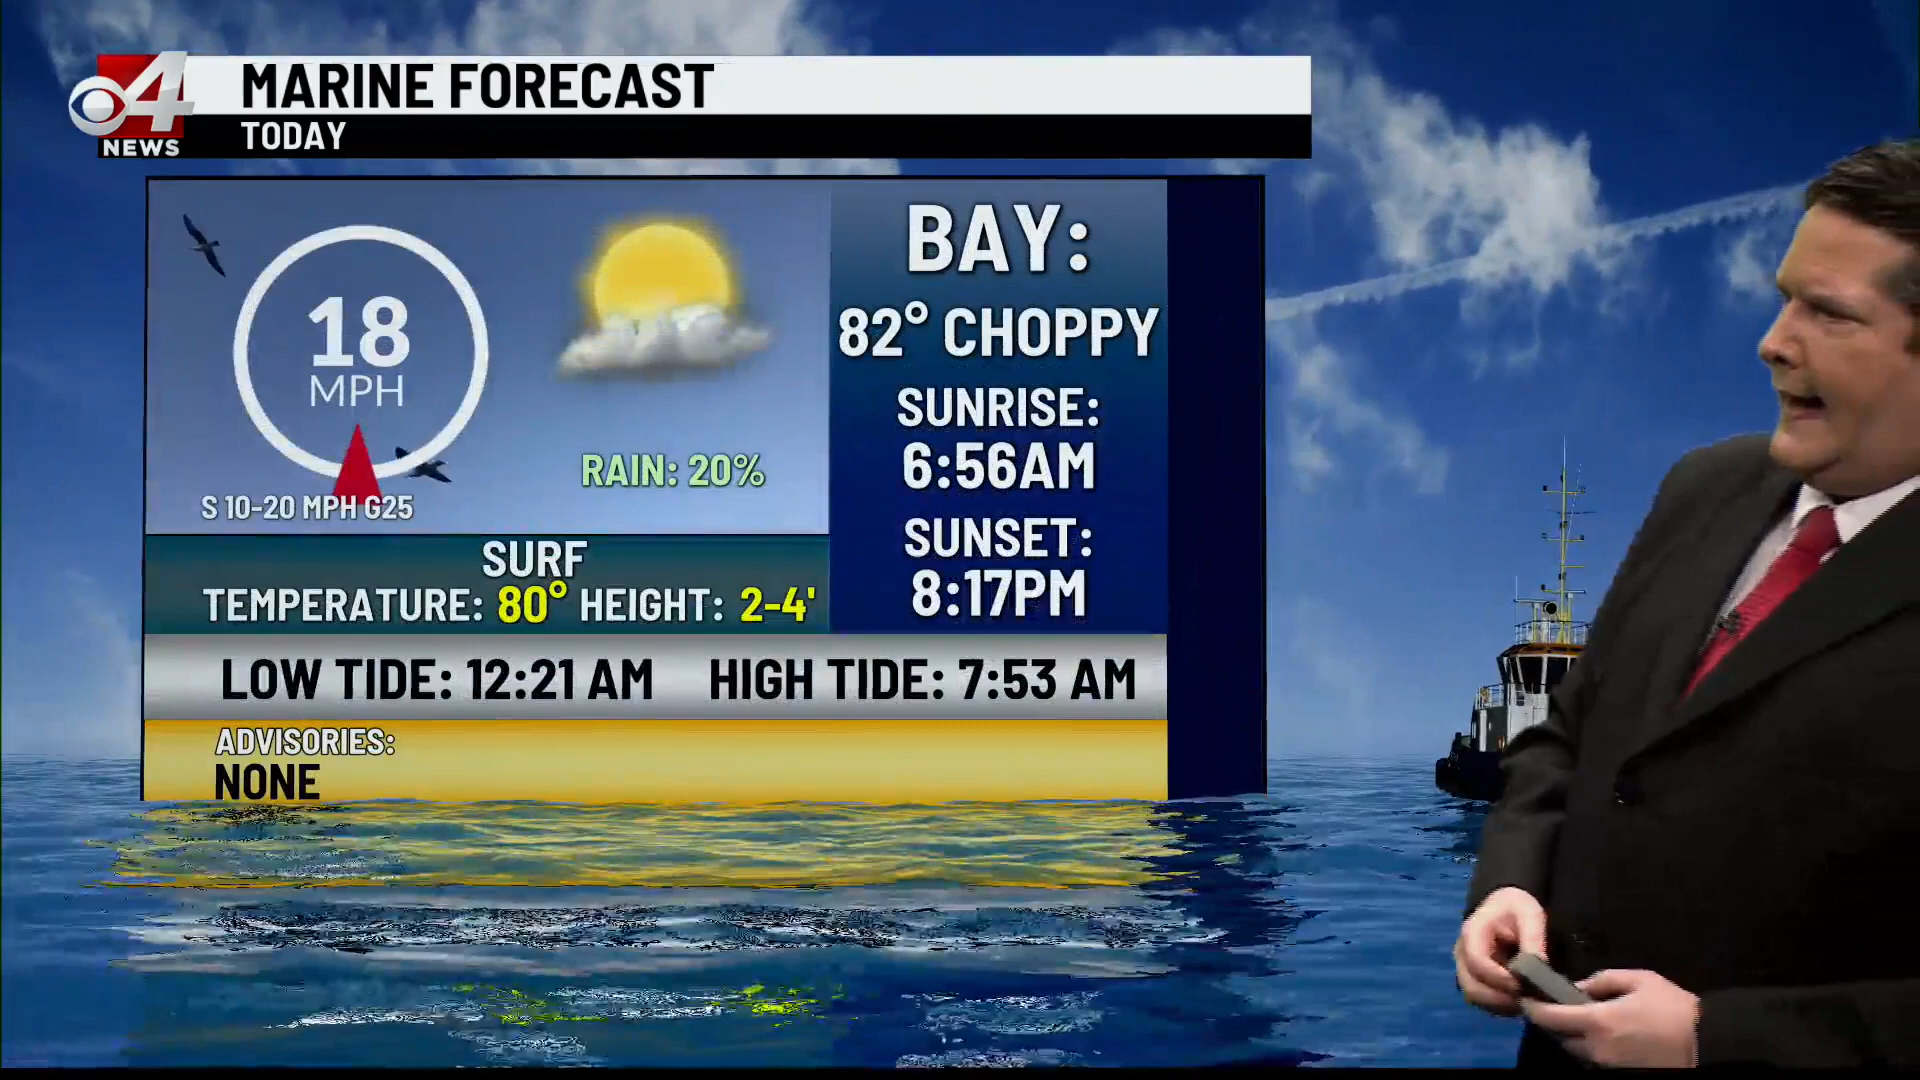 4
NEWS
MARINE FORECAST
TODAY
18
MPH
S 10-20 MPH G25
RAIN: 20%
BAY:
82° CHOPPY
SUNRISE:
6:56AM
SUNSET:
8:17PM
SURF
TEMPERATURE: 80° HEIGHT: 2-4'
LOW TIDE: 12:21 AM HIGH TIDE: 7:53 AM
ADVISORIES:
NONE